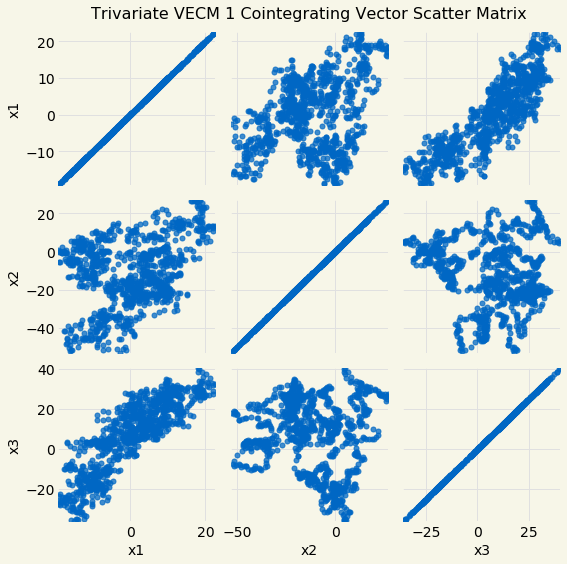 Trivariate VECM 1 Cointegrating Vector Scatter Matrix
20
10
0
−10
x1
20
0
−20
−40
x2
40
20
0
−20
x3
0 20
x1
−50 0
x2
−25 0 25
x3